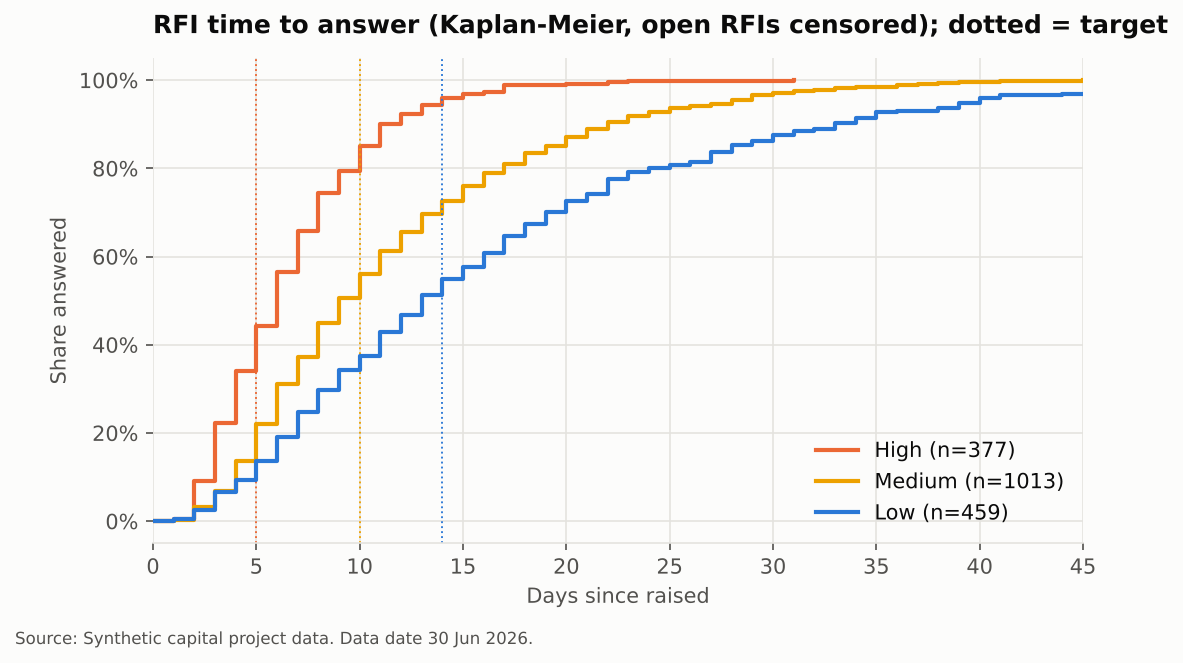 RFI time to answer (Kaplan-Meier, open RFIs censored); dotted = target
100%
80%
60%
40%
20%
0%
Share answered
High (n=377)
Medium (n=1013)
Low (n=459)
0 5 10 15 20 25 30 35 40 45
Days since raised
Source: Synthetic capital project data. Data date 30 Jun 2026.